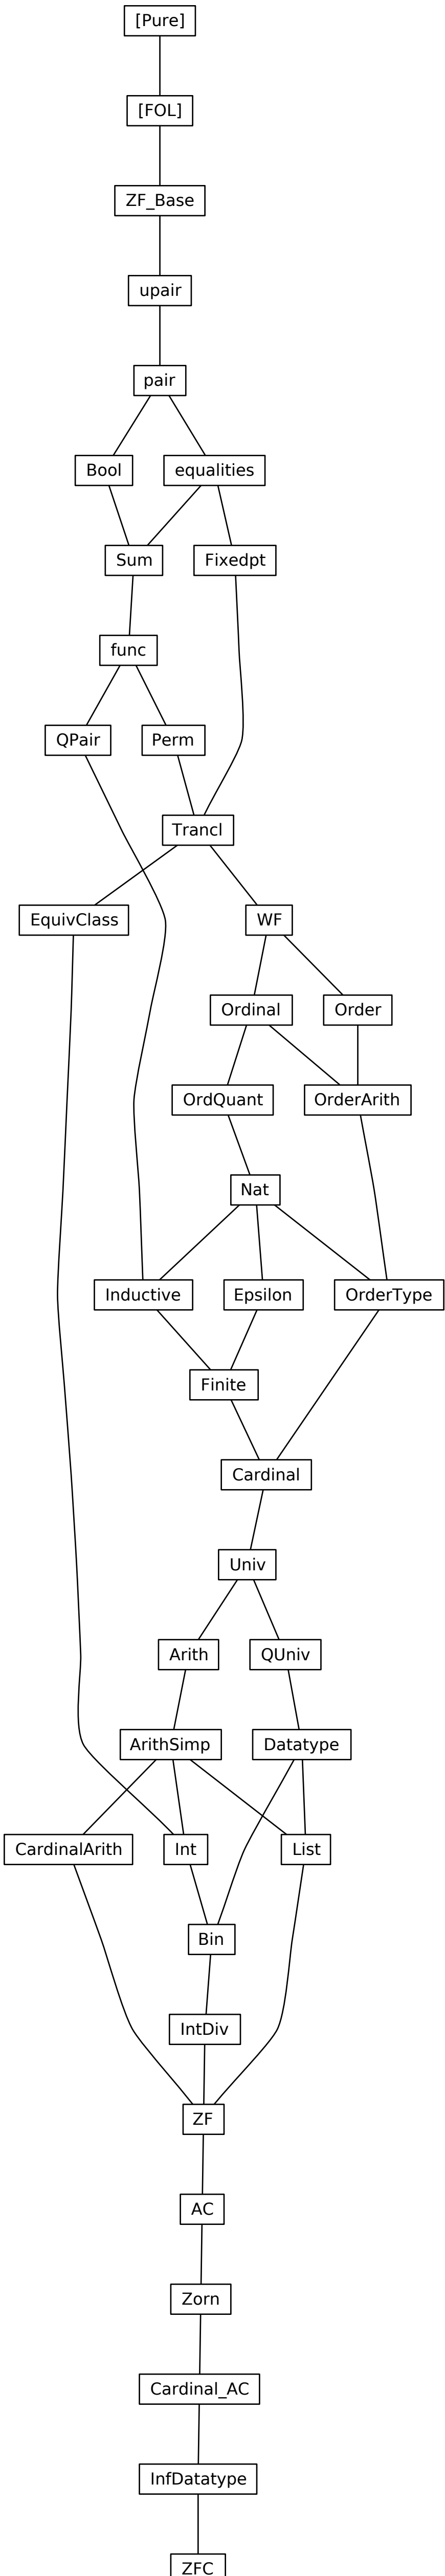 [Pure]
[FOL]
ZF_Base
upair
pair
Bool
equalities
Sum
Fixedpt
func
QPair
Perm
Trancl
EquivClass
WF
Ordinal
Order
OrdQuant
OrderArith
Nat
Inductive
Epsilon
OrderType
Finite
Cardinal
Univ
Arith
QUniv
ArithSimp
Datatype
CardinalArith
Int
List
Bin
IntDiv
ZF
AC
Zorn
Cardinal_AC
InfDatatype
ZFC